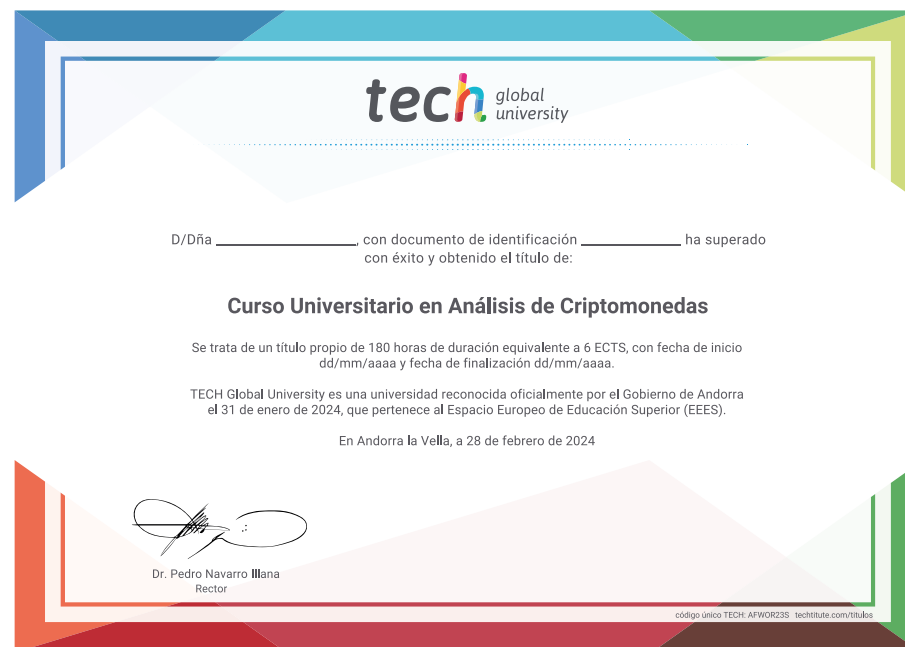 tech global university
D/Dña ________________, con documento de identificación ____________ ha superado
con éxito y obtenido el título de:
Curso Universitario en Análisis de Criptomonedas
Se trata de un título propio de 180 horas de duración equivalente a 6 ECTS, con fecha de inicio
dd/mm/aaaa y fecha de finalización dd/mm/aaaa.
TECH Global University es una universidad reconocida oficialmente por el Gobierno de Andorra
el 31 de enero de 2024, que pertenece al Espacio Europeo de Educación Superior (EEES).
En Andorra la Vella, a 28 de febrero de 2024
Dr. Pedro Navarro Illana
Rector
código único TECH: AFWOR23S techtitute.com/titulos